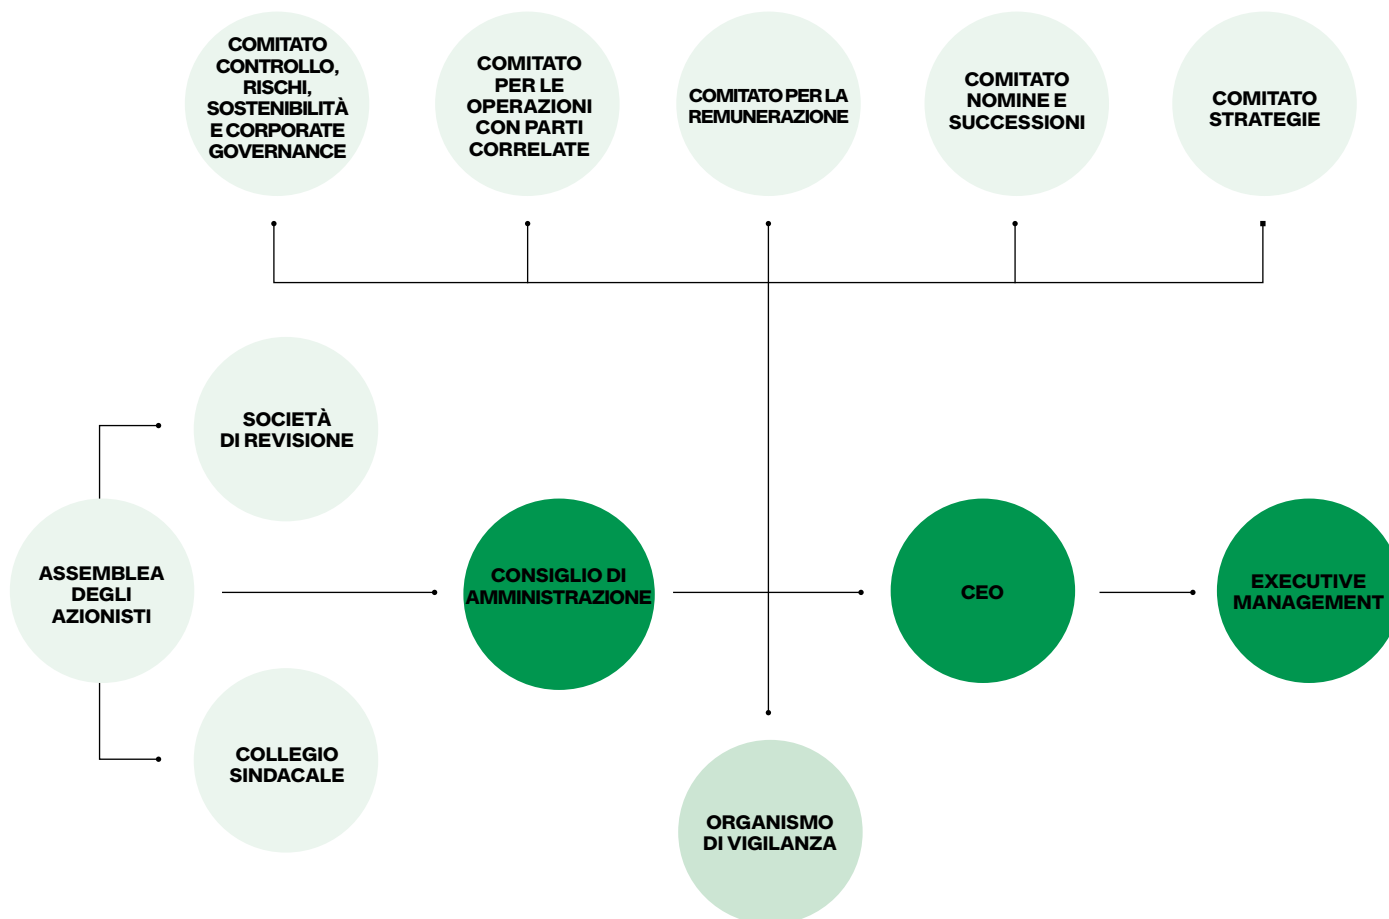 COMITATO
CONTROLLO,
RISCHI,
SOSTENIBILITÀ
E CORPORATE
GOVERNANCE
COMITATO
PER LE
OPERAZIONI
CON PARTI
CORRELATE
COMITATO PER LA
REMUNERAZIONE
COMITATO
NOMINE E
SUCCESSIONI
COMITATO
STRATEGIE
SOCIETÀ
DI REVISIONE
ASSEMBLEA
DEGLI
AZIONISTI
CONSIGLIO DI
AMMINISTRAZIONE
CEO
EXECUTIVE
MANAGEMENT
COLLEGIO
SINDACALE
ORGANISMO
DI VIGILANZA